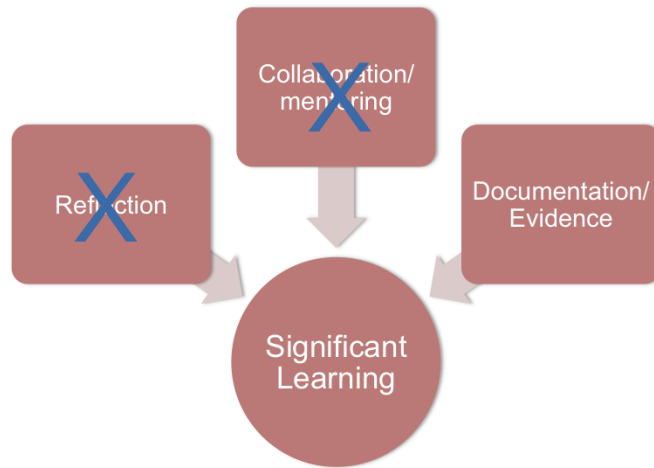 Collaboration/
mentoring
X
Reflection
X
Documentation/
Evidence
Significant
Learning